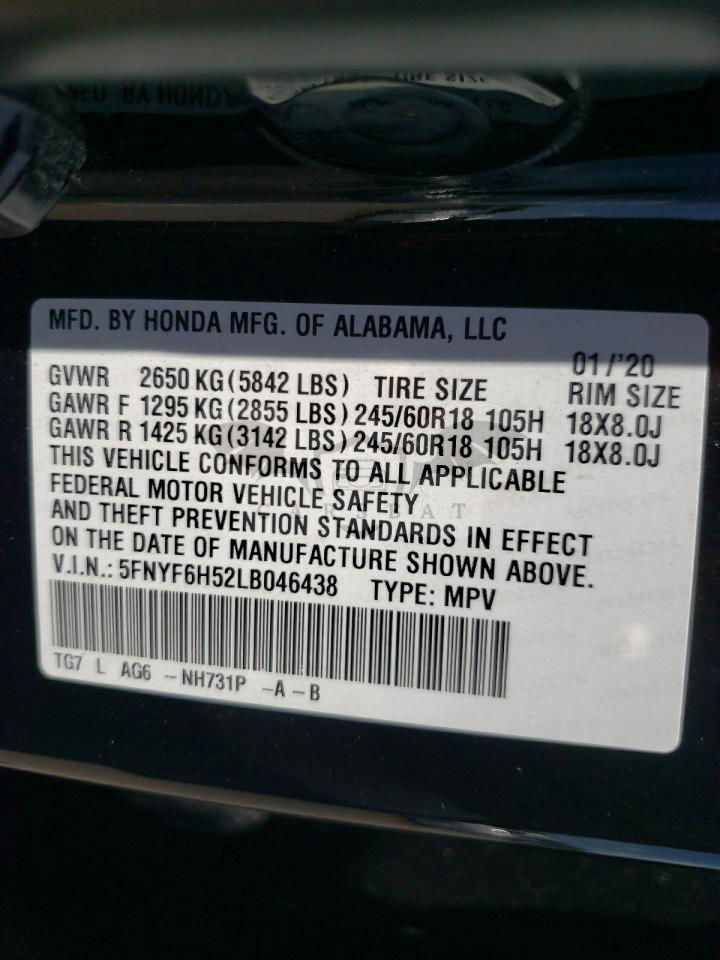 MFD. BY HONDA MFG. OF ALABAMA, LLC
01/'20
GVWR 2650 KG (5842 LBS) TIRE SIZE RIM SIZE
GAWR F 1295 KG (2855 LBS) 245/60R18 105H 18X8.0J
GAWR R 1425 KG (3142 LBS) 245/60R18 105H 18X8.0J
THIS VEHICLE CONFORMS TO ALL APPLICABLE
FEDERAL MOTOR VEHICLE SAFETY
AND THEFT PREVENTION STANDARDS IN EFFECT
ON THE DATE OF MANUFACTURE SHOWN ABOVE.
V.I.N.: 5FNYF6H52LB046438 TYPE: MPV
TG7 L AG6 -NH731P -A-B